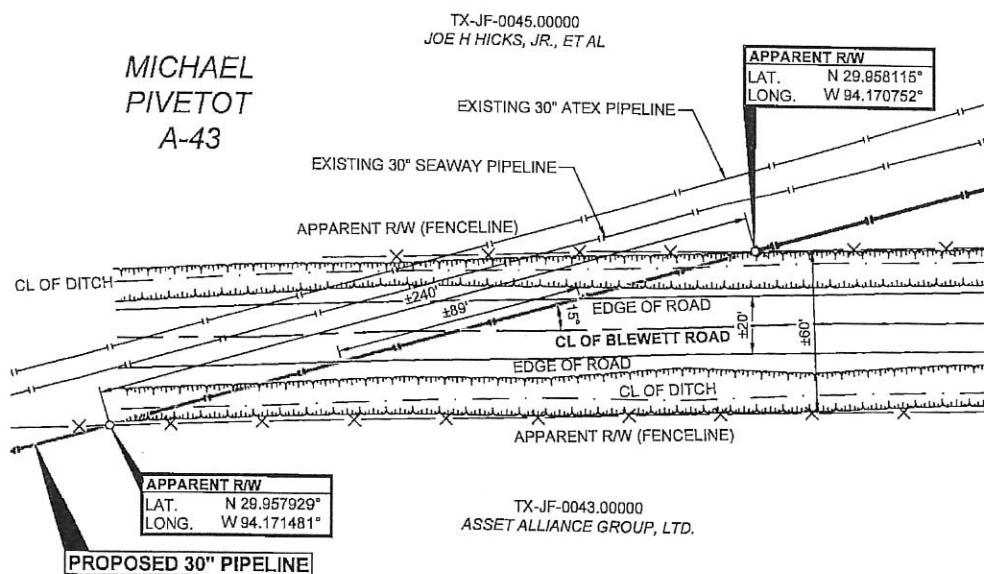 TX-JF-0045.00000
JOE H HICKS, JR., ET AL
MICHAEL
PIVETOT
A-43
APPARENT R/W
LAT. N 29.958115°
LONG. W 94.170752°
EXISTING 30" ATEX PIPELINE
EXISTING 30" SEAWAY PIPELINE
APPARENT R/W (FENCELINE)
CL OF DITCH
±240'
±89'
15°
EDGE OF ROAD
CL OF BLEWETT ROAD
±20'
±60'
EDGE OF ROAD
CL OF DITCH
APPARENT R/W (FENCELINE)
APPARENT R/W
LAT. N 29.957929°
LONG. W 94.171481°
TX-JF-0043.00000
ASSET ALLIANCE GROUP, LTD.
PROPOSED 30" PIPELINE